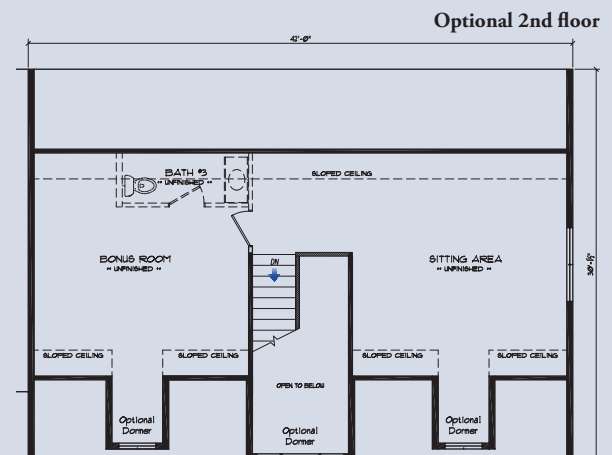 Optional 2nd floor
42'-0"
BATH #3
~ UNFINISHED ~
SLOPED CEILING
BONUS ROOM
~ UNFINISHED ~
DN
SITTING AREA
~ UNFINISHED ~
SLOPED CEILING
SLOPED CEILING
SLOPED CEILING
SLOPED CEILING
OPEN TO BELOW
Optional
Dormer
Optional
Dormer
Optional
Dormer